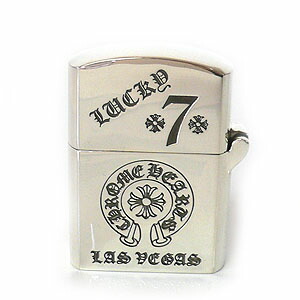 LUCKY
7
CHROME HEARTS
LAS VEGAS